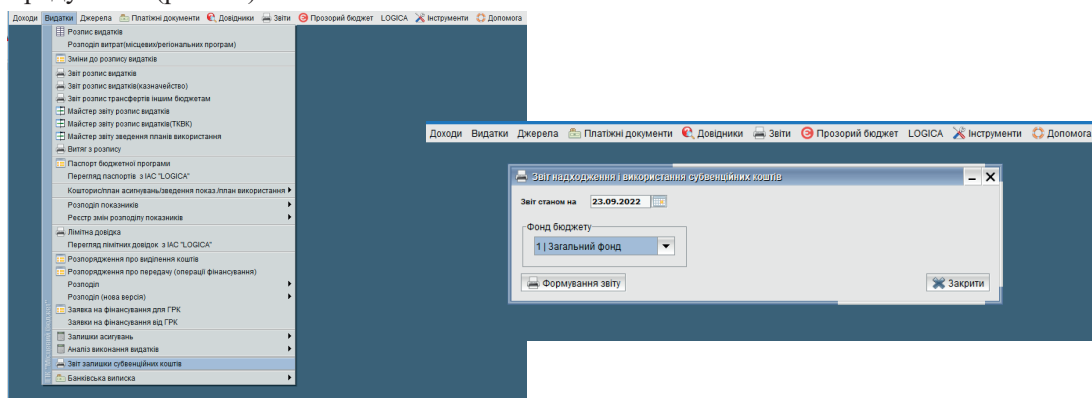 Доходи Видатки Джерела Платіжні документи Довідники Звіти Прозорий бюджет LOGICA Інструменти Допомога
Розпис видатків
Розподіл витрат(місцевих/регіональних програм)
Зміни до розпису видатків
Звіт розпис видатків
Звіт розпис видатків(казначейство)
Звіт розпис трансфертів іншим бюджетам
Майстер звіту розпис видатків
Майстер звіту розпис видатків(ТКВК)
Майстер звіту зведення планів використання
Витяг з розпису
Паспорт бюджетної програми
Перегляд паспортів з ІАС "LOGICA"
Кошторис/план асигнувань/зведення показ./план використання
Розподіл показників
Реєстр змін розподілу показників
Лімітна довідка
Перегляд лімітних довідок з ІАС "LOGICA"
Розпорядження про виділення коштів
Розпорядження про передачу (операції фінансування)
Розподіл
Розподіл (нова версія)
Заявка на фінансування для ГРК
Заявки на фінансування від ГРК
Залишки асигувань
Аналіз виконання видатків
Звіт залишки субвенційних коштів
Банківська виписка
Доходи Видатки Джерела Платіжні документи Довідники Звіти Прозорий бюджет LOGICA Інструменти Допомога
Звіт надходження і використання субвенційних коштів
Звіт станом на 23.09.2022
Фонд бюджету
1 | Загальний фонд
Формування звіту Закрити